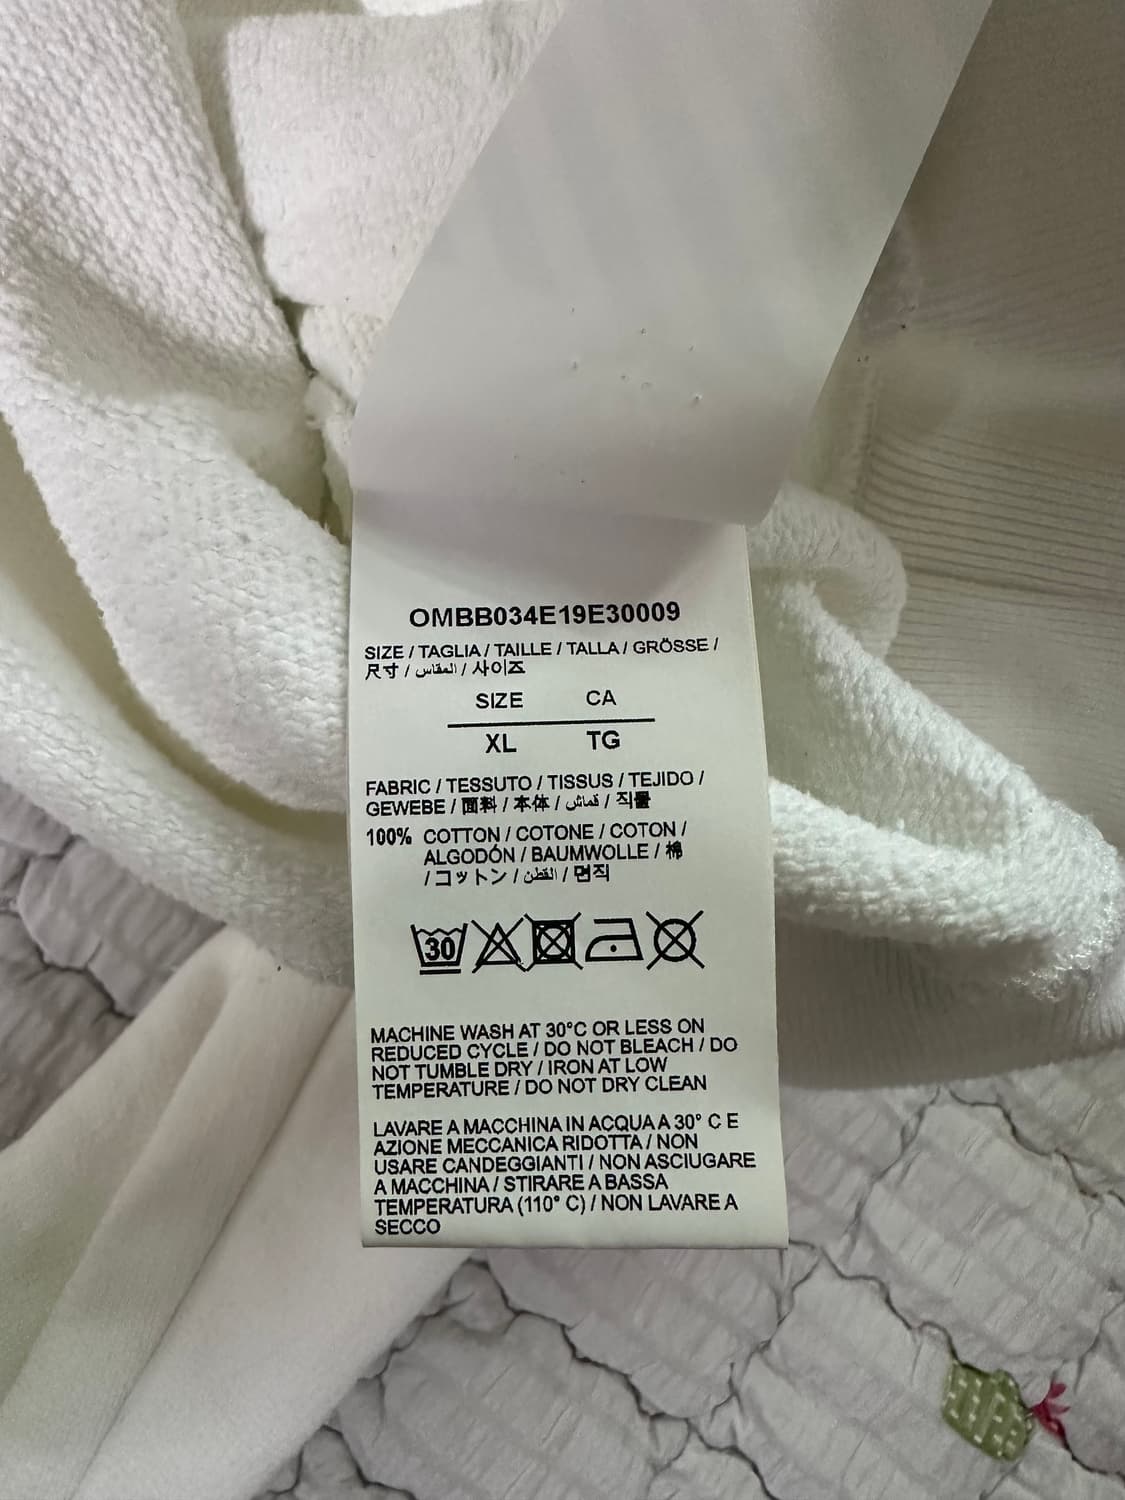 OMBB034E19E30009
SIZE / TAGLIA / TAILLE / TALLA / GRÖSSE /
尺寸 / المقاس / 사이즈
SIZE CA
XL TG
FABRIC / TESSUTO / TISSUS / TEJIDO /
GEWEBE / 面料 / 本体 / قماش / 직물
100% COTTON / COTONE / COTON /
ALGODÓN / BAUMWOLLE / 棉
/ コットン / القطن / 면직
30
MACHINE WASH AT 30°C OR LESS ON
REDUCED CYCLE / DO NOT BLEACH / DO
NOT TUMBLE DRY / IRON AT LOW
TEMPERATURE / DO NOT DRY CLEAN
LAVARE A MACCHINA IN ACQUA A 30° C E
AZIONE MECCANICA RIDOTTA / NON
USARE CANDEGGIANTI / NON ASCIUGARE
A MACCHINA / STIRARE A BASSA
TEMPERATURA (110° C) / NON LAVARE A
SECCO